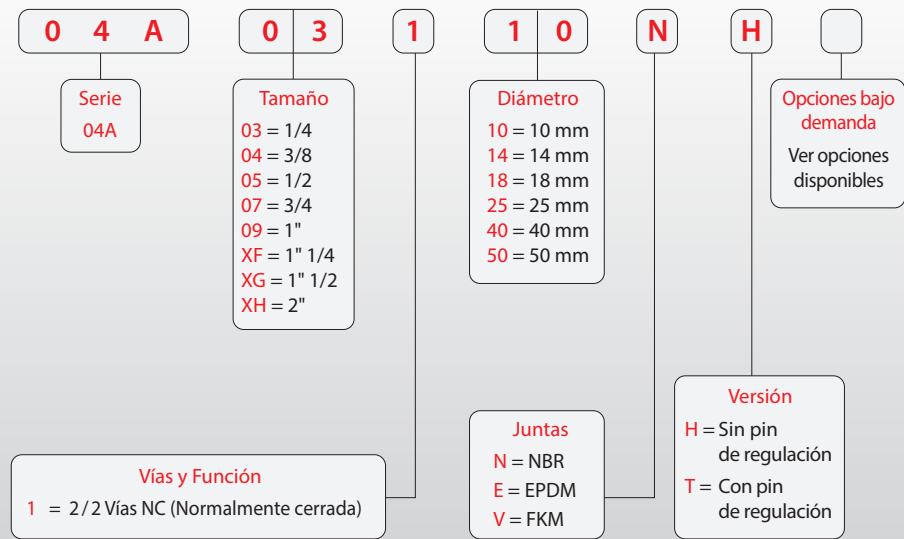 0 4 A 0 3 1 1 0 N H
Serie
04A
Tamaño
03 = 1/4
04 = 3/8
05 = 1/2
07 = 3/4
09 = 1"
XF = 1" 1/4
XG = 1" 1/2
XH = 2"
Diámetro
10 = 10 mm
14 = 14 mm
18 = 18 mm
25 = 25 mm
40 = 40 mm
50 = 50 mm
Opciones bajo
demanda
Ver opciones
disponibles
Vías y Función
1 = 2/2 Vías NC (Normalmente cerrada)
Juntas
N = NBR
E = EPDM
V = FKM
Versión
H = Sin pin
de regulación
T = Con pin
de regulación